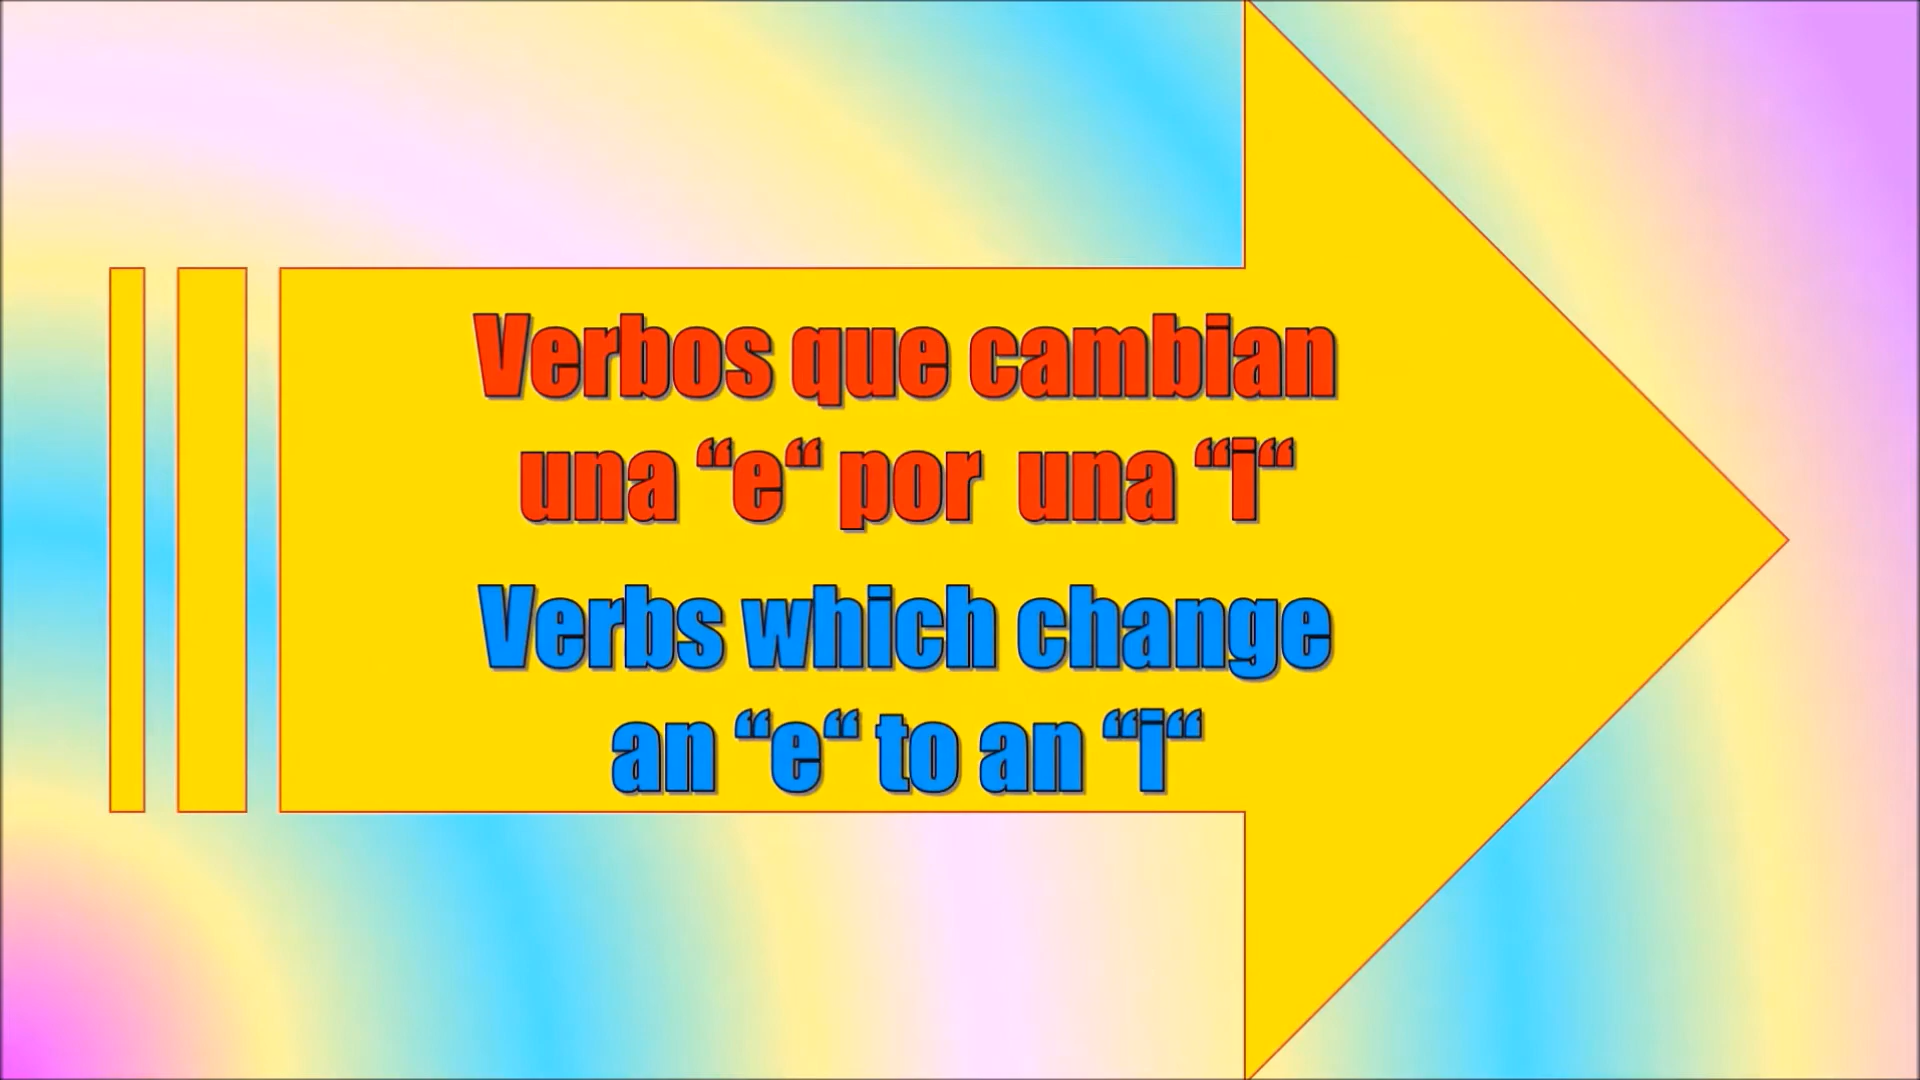 Verbos que cambian
una “e“ por una “i“
Verbs which change
an “e“ to an “i“